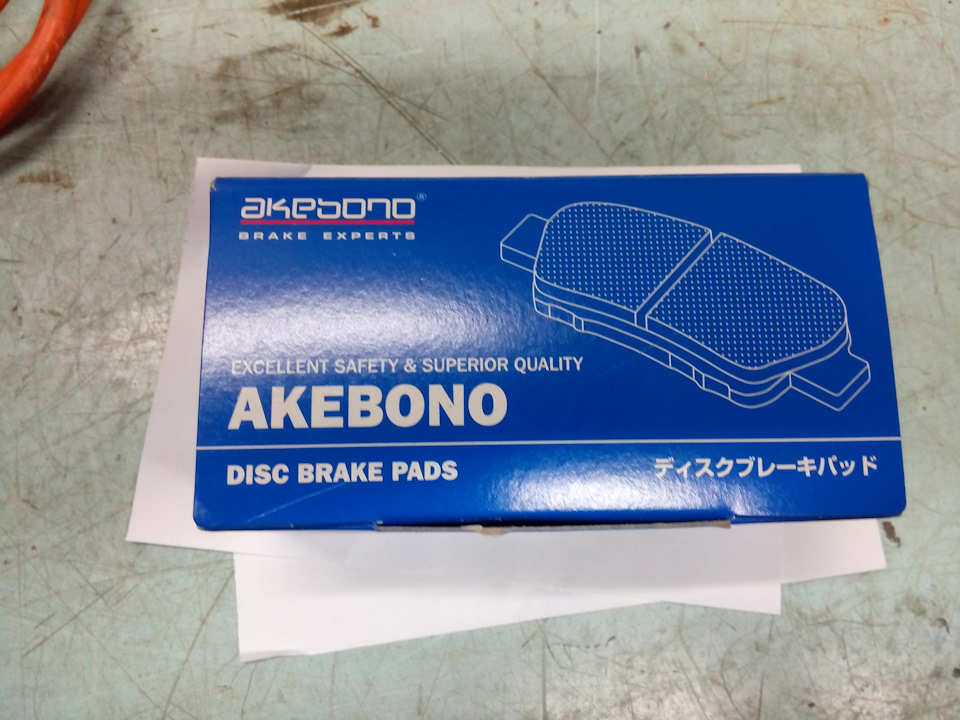 akebono®
BRAKE EXPERTS
EXCELLENT SAFETY & SUPERIOR QUALITY
AKEBONO
DISC BRAKE PADS
ディスクブレーキパッド